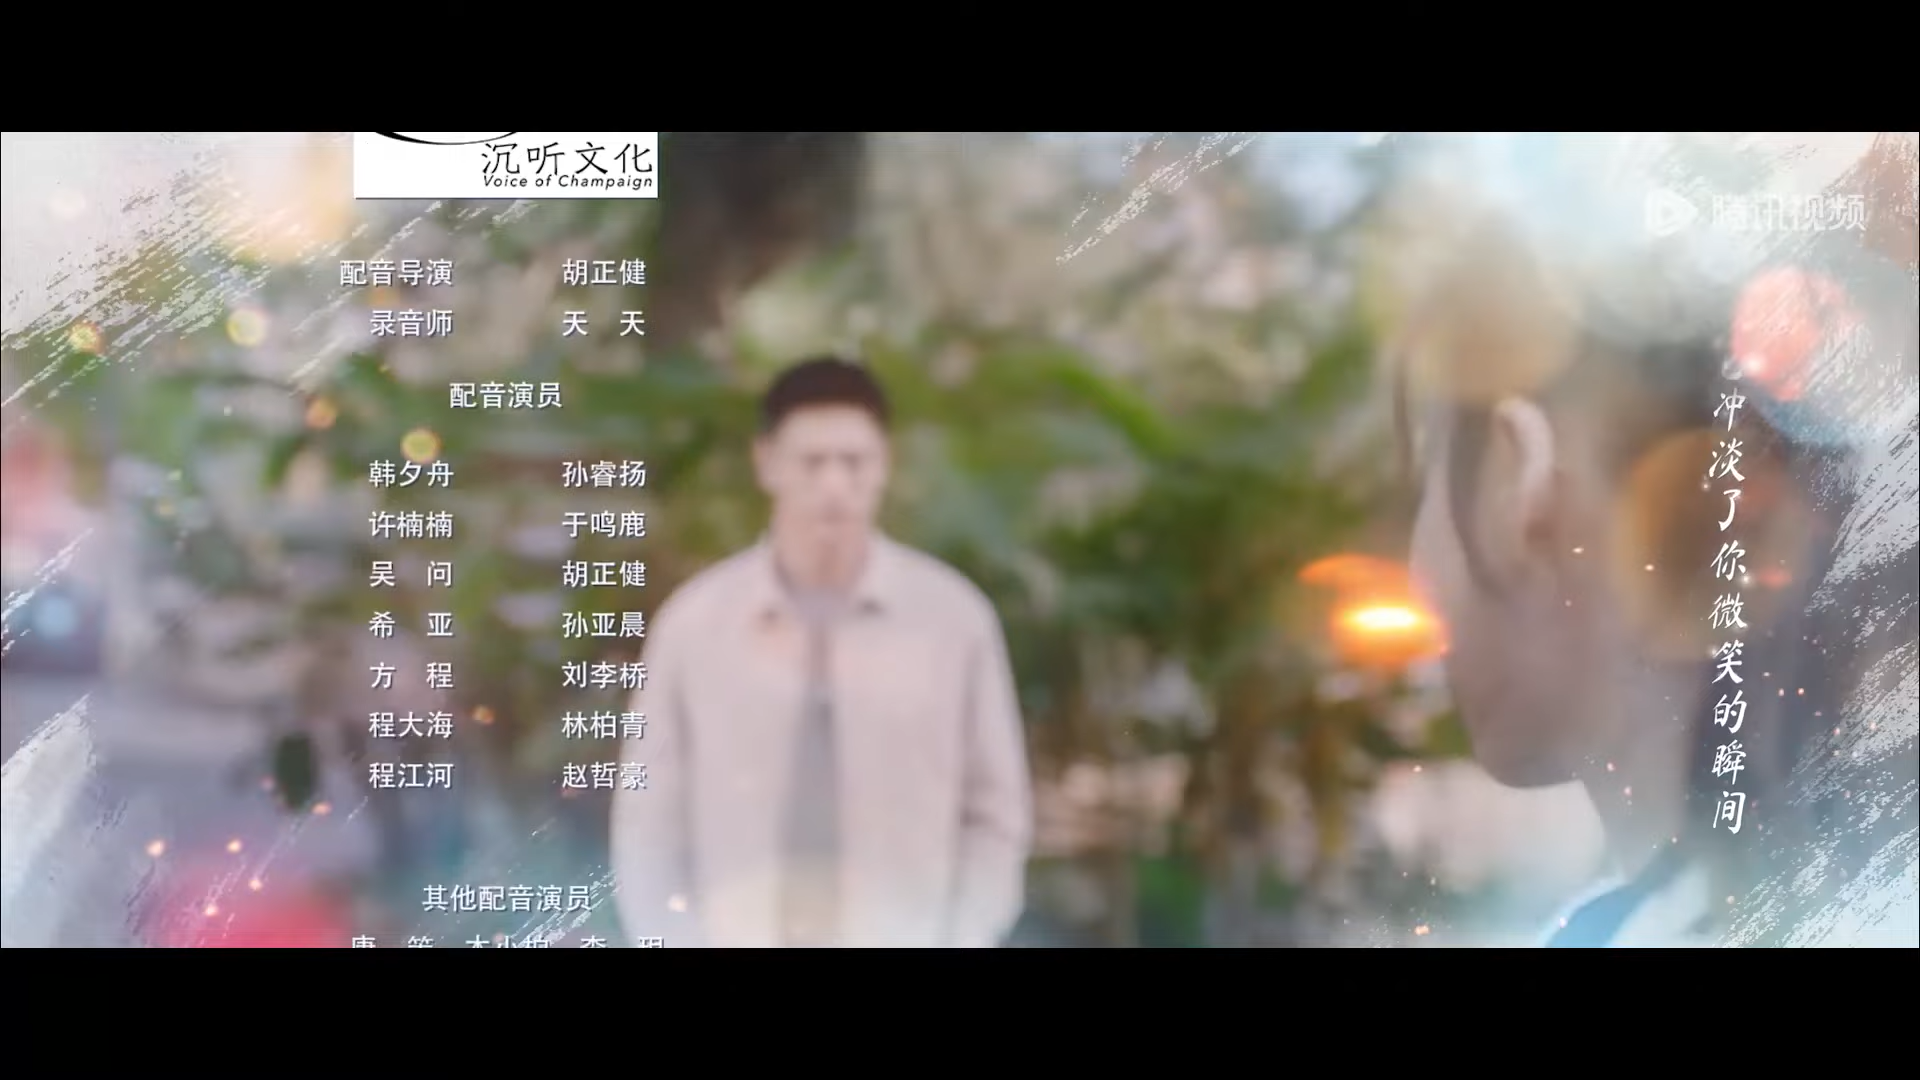 沉听文化
Voice of Champaign
腾讯视频
配音导演 胡正健
录音师 天 天
配音演员
韩夕舟 孙睿扬
许楠楠 于鸣鹿
吴 问 胡正健
希 亚 孙亚晨
方 程 刘李桥
程大海 林柏青
程江河 赵哲豪
其他配音演员
冲淡了你微笑的瞬间